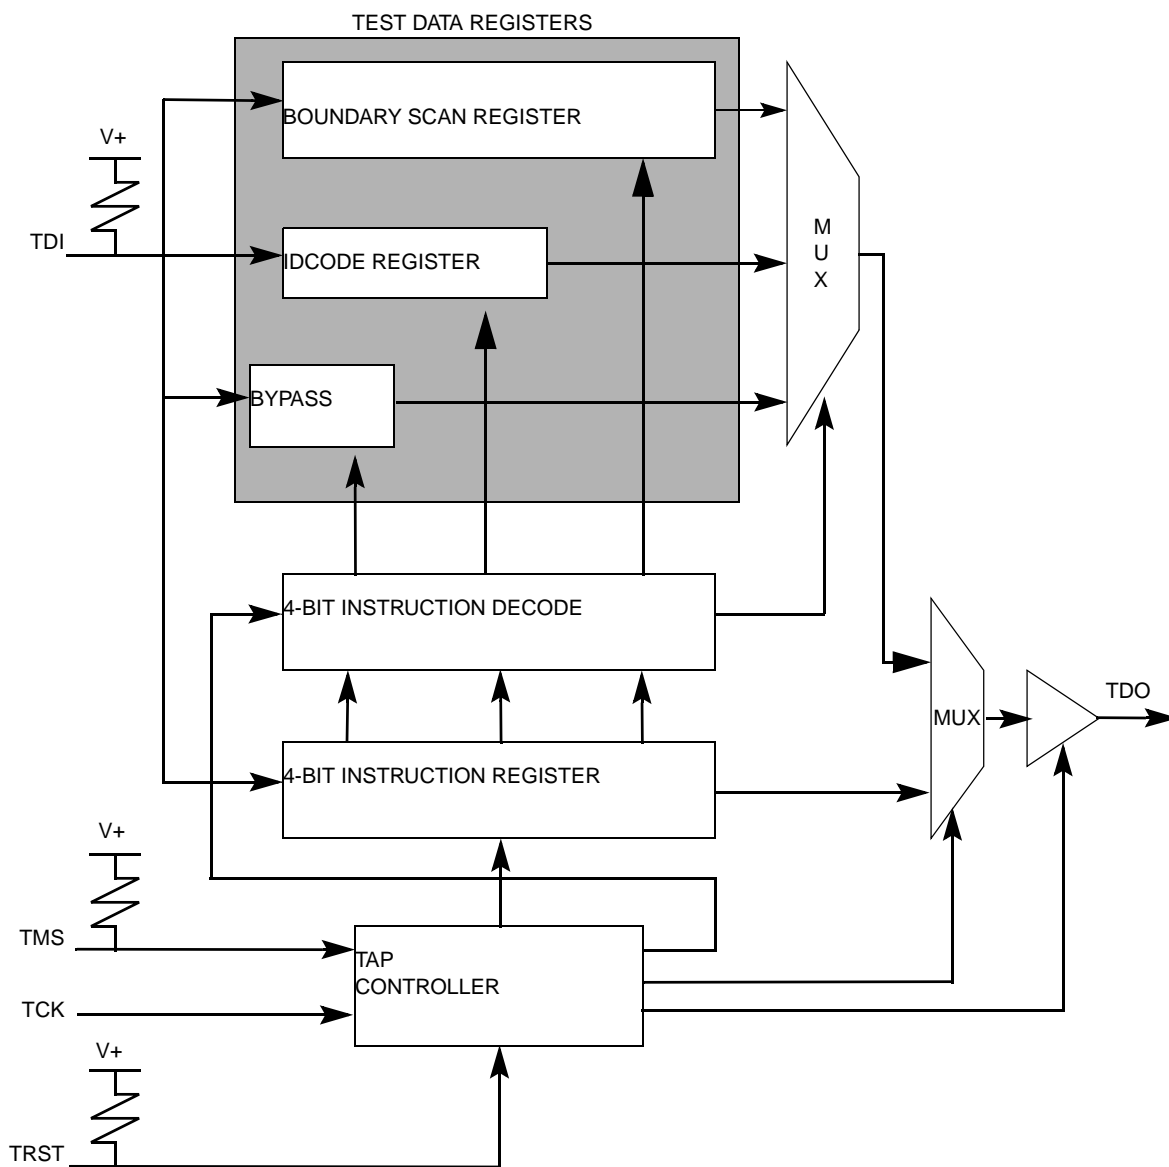 TEST DATA REGISTERS
BOUNDARY SCAN REGISTER
V+
TDI
IDCODE REGISTER
M
U
X
BYPASS
4-BIT INSTRUCTION DECODE
TDO
MUX
4-BIT INSTRUCTION REGISTER
V+
TMS
TAP
CONTROLLER
TCK
V+
TRST